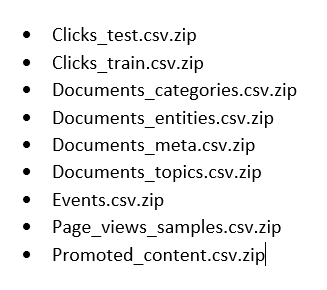 • Clicks_test.csv.zip
• Clicks_train.csv.zip
• Documents_categories.csv.zip
• Documents_entities.csv.zip
• Documents_meta.csv.zip
• Documents_topics.csv.zip
• Events.csv.zip
• Page_views_samples.csv.zip
• Promoted_content.csv.zip